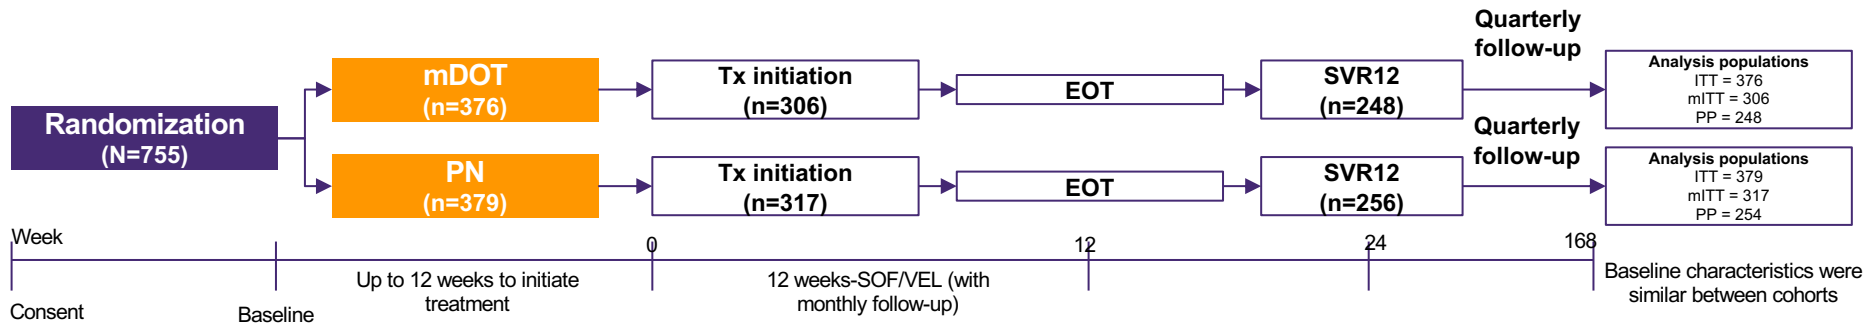 Randomization
(N=755)
mDOT
(n=376)
Tx initiation
(n=306)
EOT
SVR12
(n=248)
Quarterly
follow-up
Analysis populations
ITT = 376
mITT = 306
PP = 248
PN
(n=379)
Tx initiation
(n=317)
EOT
SVR12
(n=256)
Quarterly
follow-up
Analysis populations
ITT = 379
mITT = 317
PP = 254
Week
0
12
24
168
Up to 12 weeks to initiate
treatment
12 weeks-SOF/VEL (with
monthly follow-up)
Baseline characteristics were
similar between cohorts
Consent
Baseline